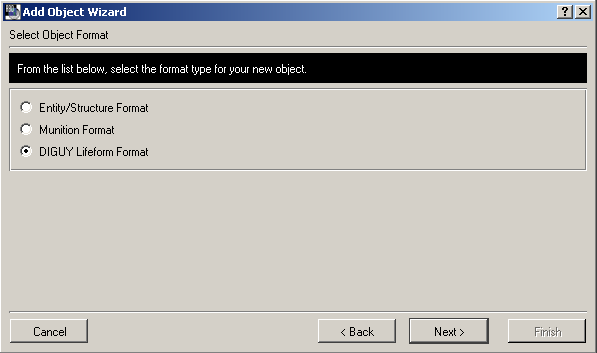 Add Object Wizard
Select Object Format
From the list below, select the format type for your new object.
Entity/Structure Format
Munition Format
DIGUY Lifeform Format
Cancel
< Back
Next >
Finish